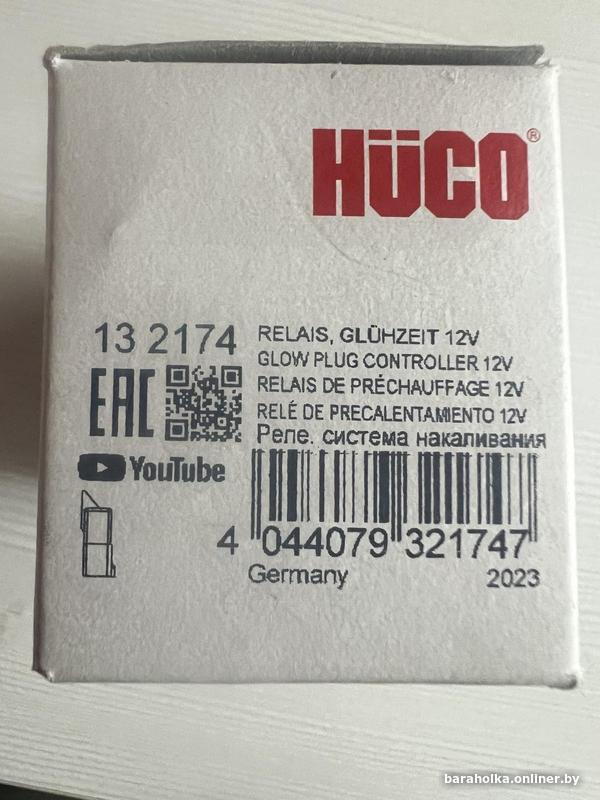 HÜCO®
13 2174
RELAIS, GLÜHZEIT 12V
GLOW PLUG CONTROLLER 12V
RELAIS DE PRÉCHAUFFAGE 12V
RELÉ DE PRECALENTAMIENTO 12V
Реле. система накаливания
EAC
YouTube
4 044079 321747
Germany
2023
baraholka.onliner.by